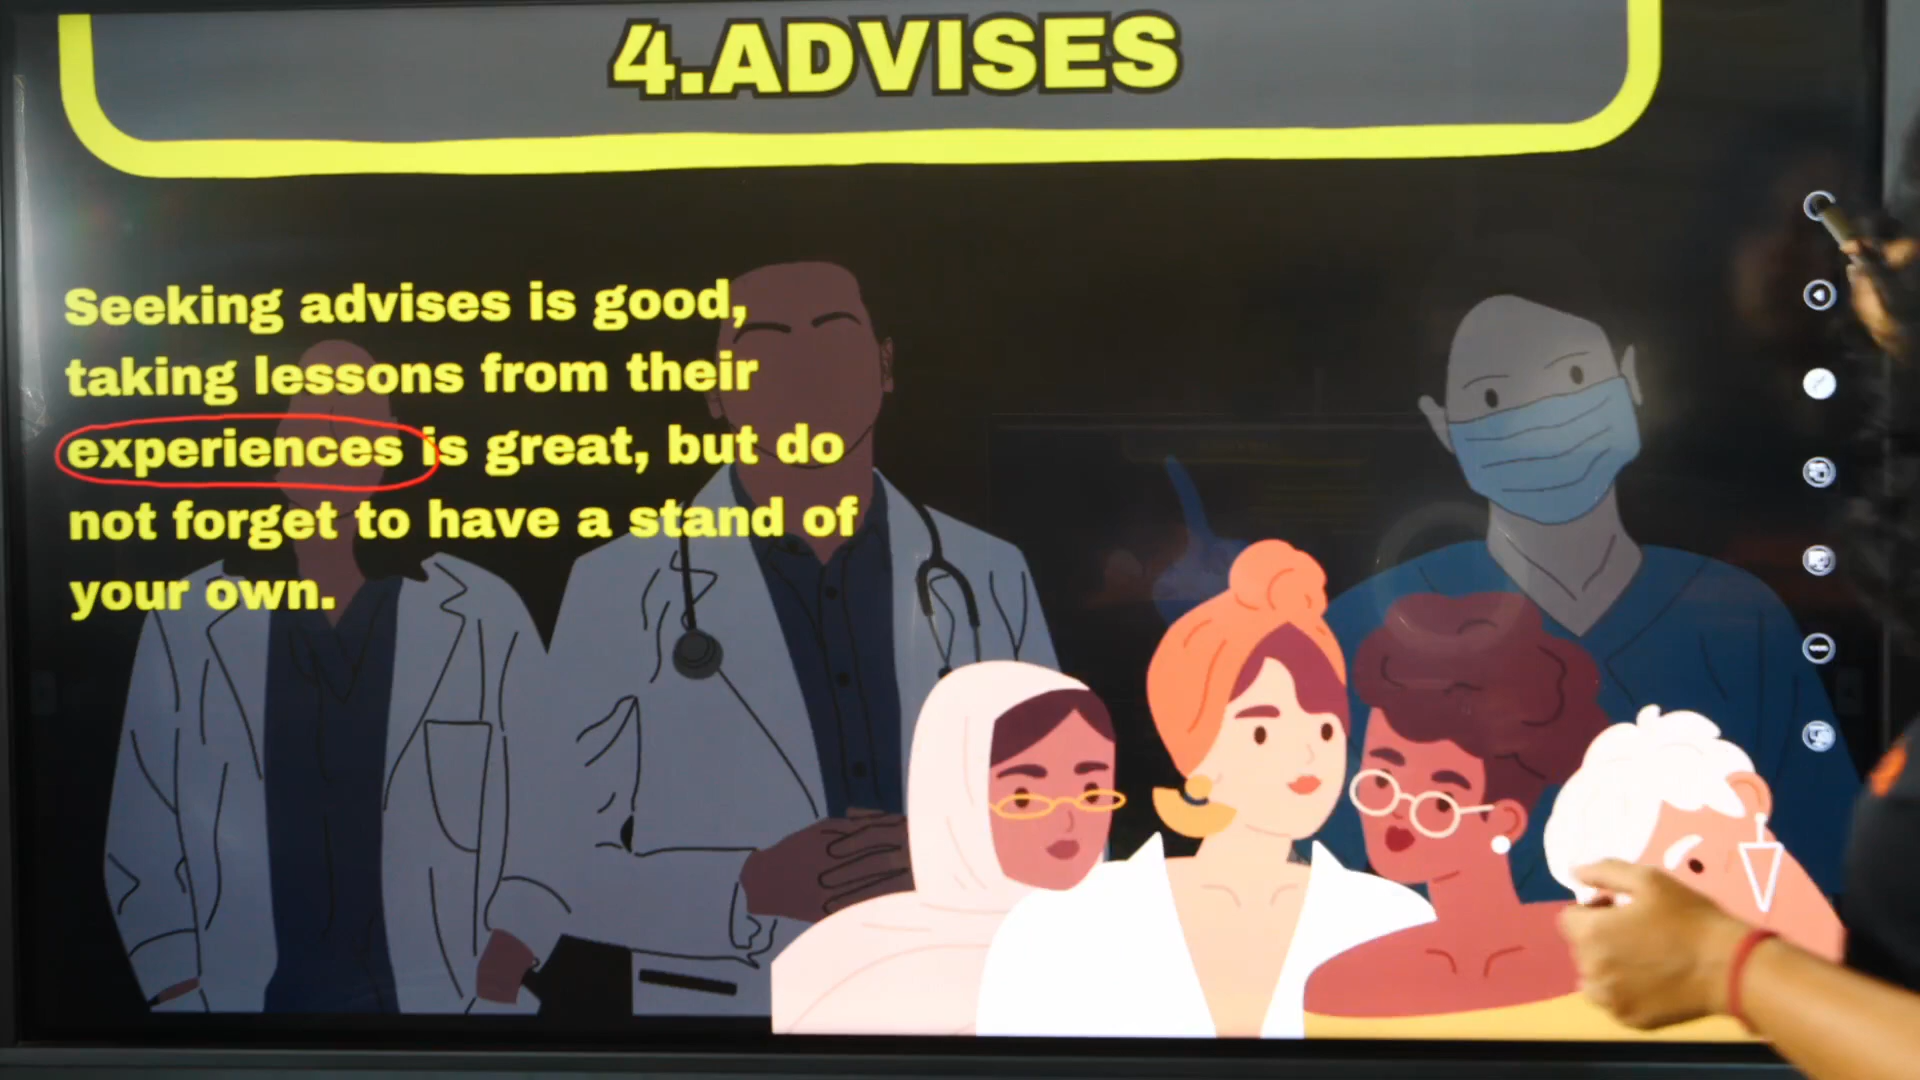 4.ADVISES
Seeking advises is good,
taking lessons from their
experiences is great, but do
not forget to have a stand of
your own.